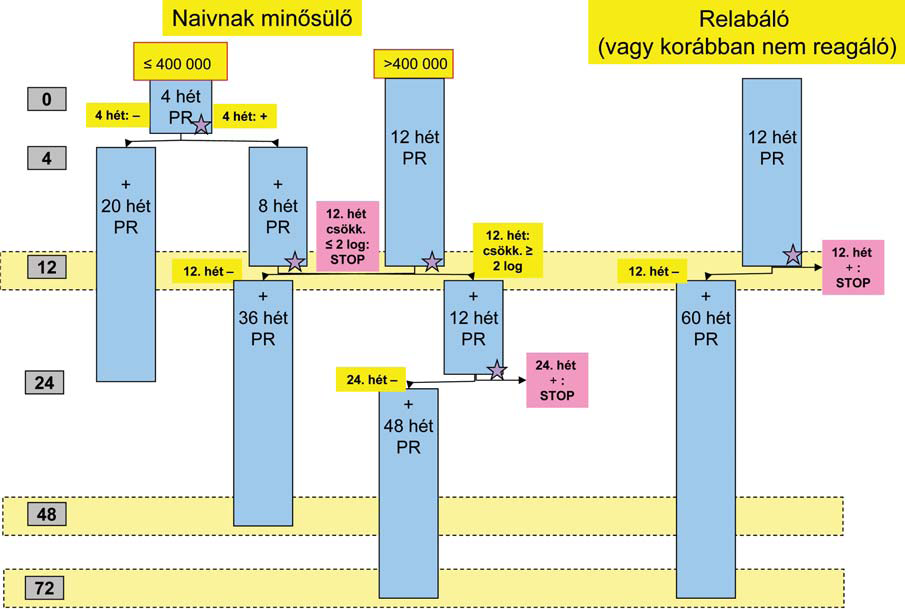 Naivnak minősülő
Relabáló
(vagy korábban nem reagáló)
≤ 400 000
>400 000
0
4 hét
PR
4 hét: –
4 hét: +
12 hét
PR
12 hét
PR
4
+
20 hét
PR
+
8 hét
PR
12. hét
csökk.
≤ 2 log:
STOP
12. hét:
csökk. ≥
2 log
12
12. hét –
12. hét –
12. hét
+ :
STOP
+
36 hét
PR
+
12 hét
PR
+
60 hét
PR
24
24. hét –
24. hét
+ :
STOP
+
48 hét
PR
48
72